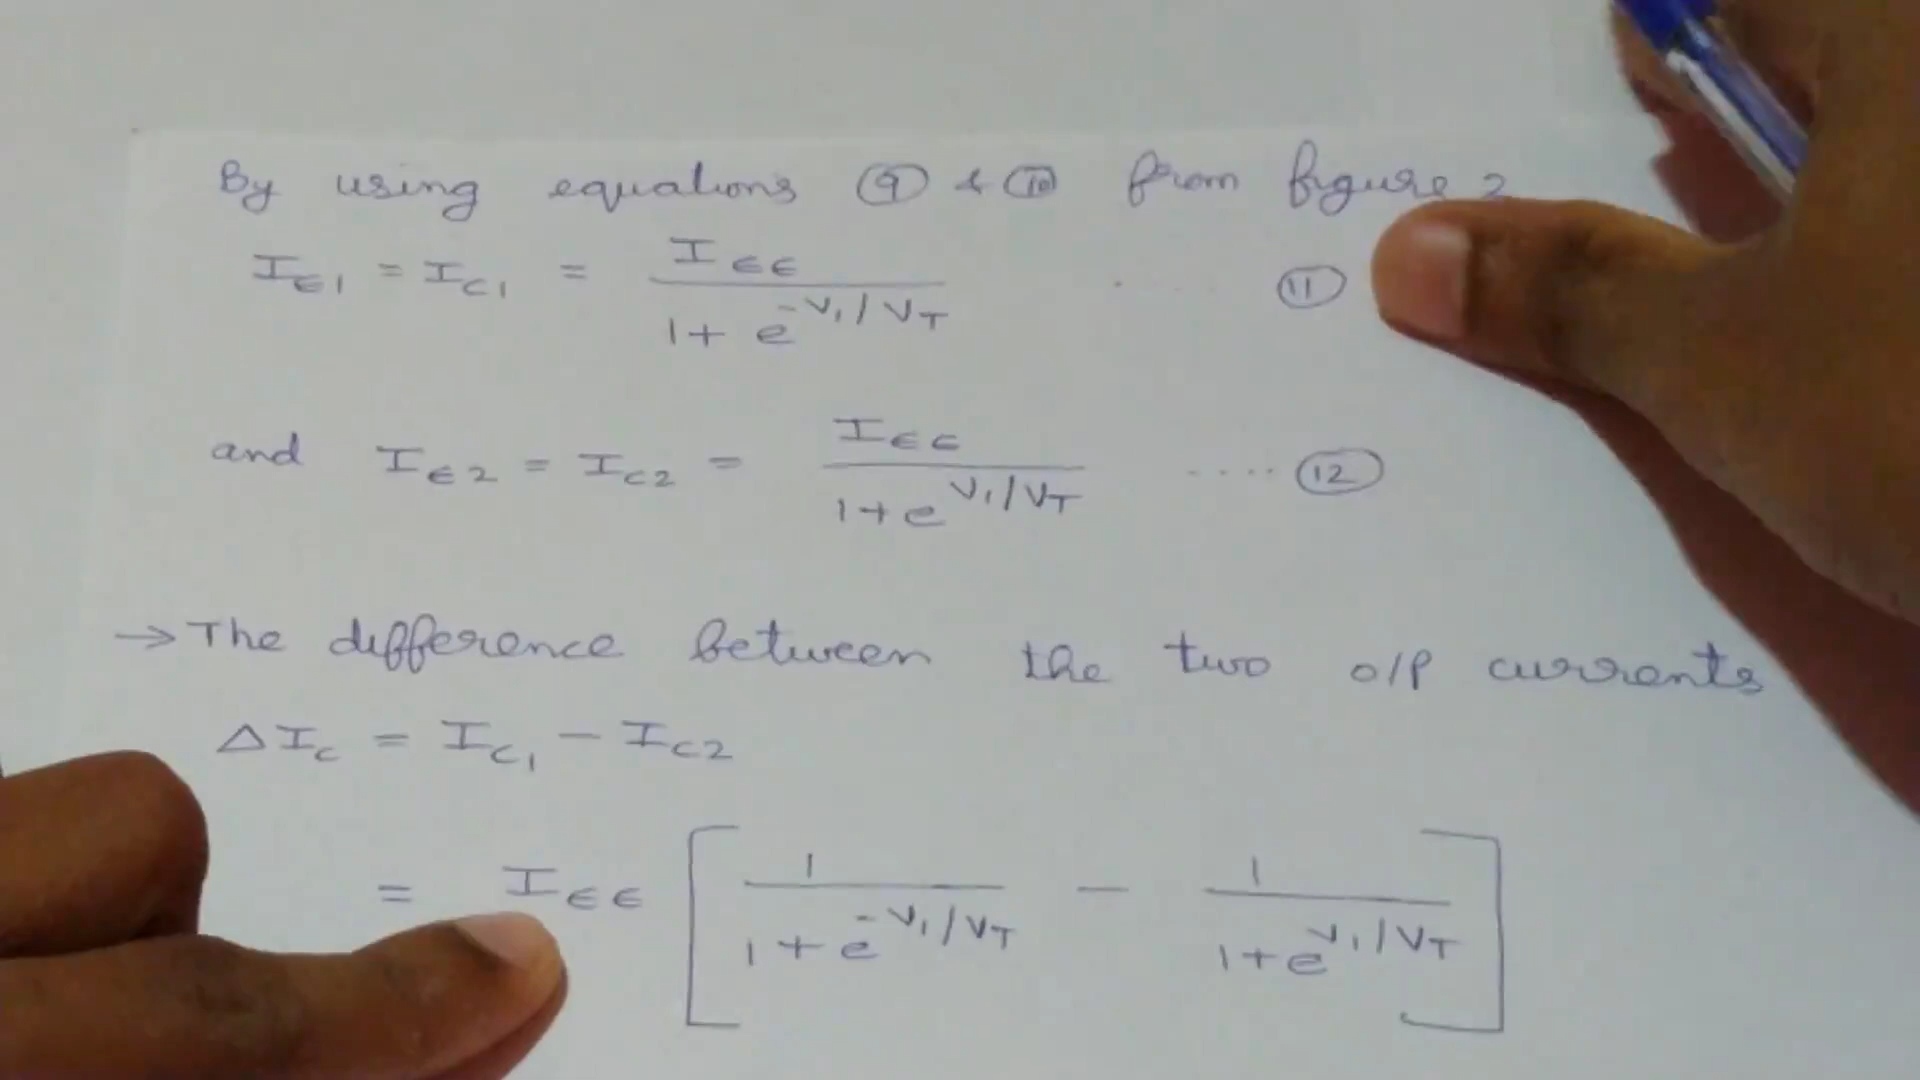 By using equations ⑨ & ⑩ from figure 2
I_E1 = I_C1 = I_EE / (1 + e^(-V1/VT)) ..... ⑪
and I_E2 = I_C2 = I_EE / (1 + e^(V1/VT)) ..... ⑫
→ The difference between the two o/p currents
ΔI_C = I_C1 - I_C2
= I_EE [ 1 / (1 + e^(-V1/VT)) - 1 / (1 + e^(V1/VT)) ]